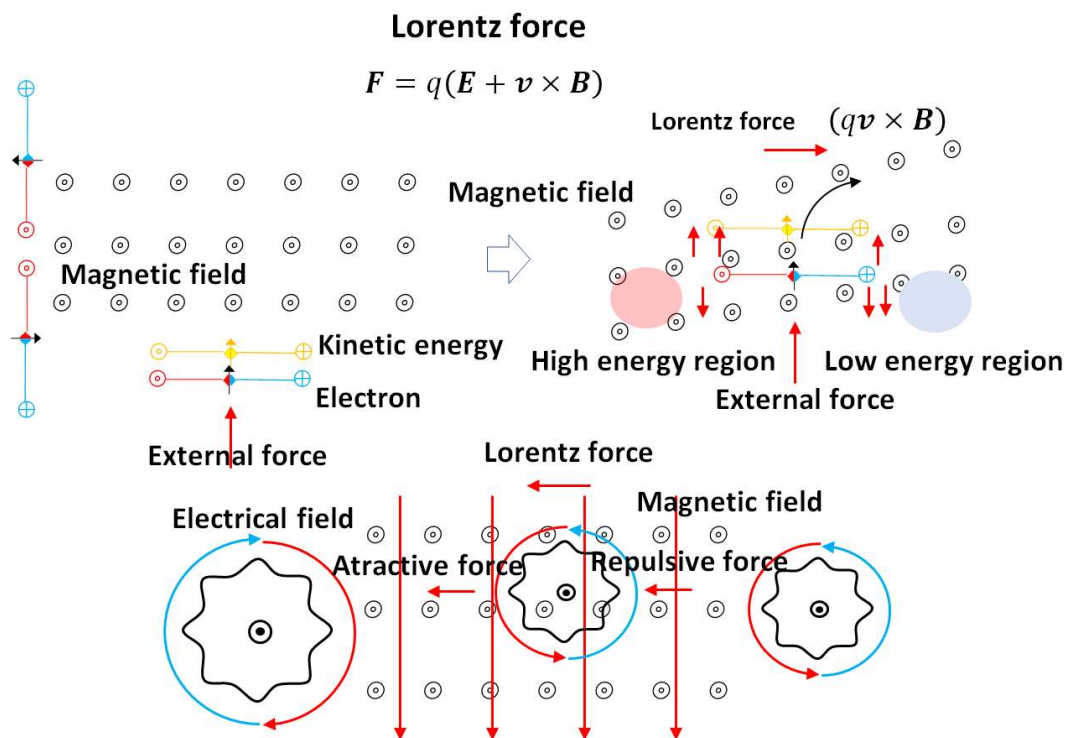 Lorentz force
F = q(E + v × B)
Lorentz force (qv × B)
Magnetic field
Magnetic field
Kinetic energy
Electron
External force
High energy region
Low energy region
External force
Lorentz force
Electrical field
Magnetic field
Atractive force
Repulsive force